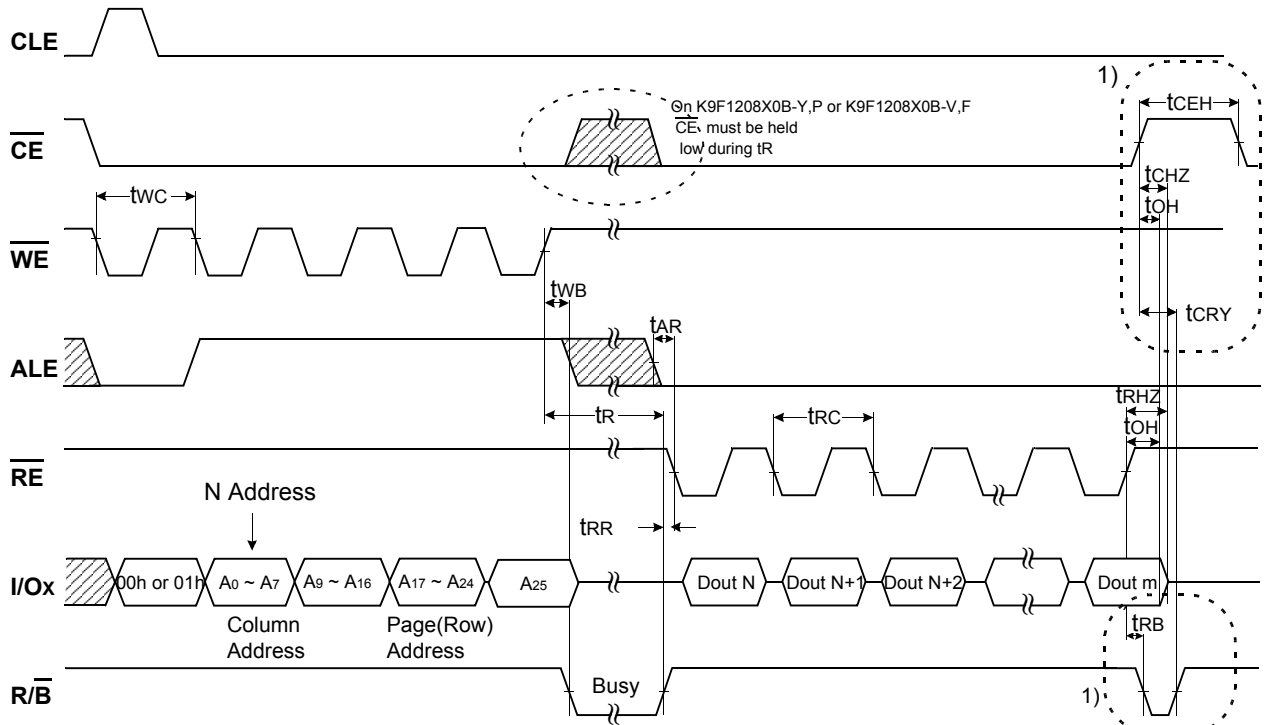 CLE
1)
tCEH
On K9F1208X0B-Y,P or K9F1208X0B-V,F
CE must be held
low during tR
CE
tCHZ
tWC
tOH
WE
tWB
tCRY
tAR
ALE
tRHZ
tR
tRC
tOH
RE
N Address
tRR
I/Ox
00h or 01h
A0 ~ A7
A9 ~ A16
A17 ~ A24
A25
Dout N
Dout N+1
Dout N+2
Dout m
Column
Address
Page(Row)
Address
tRB
Busy
R/B
1)